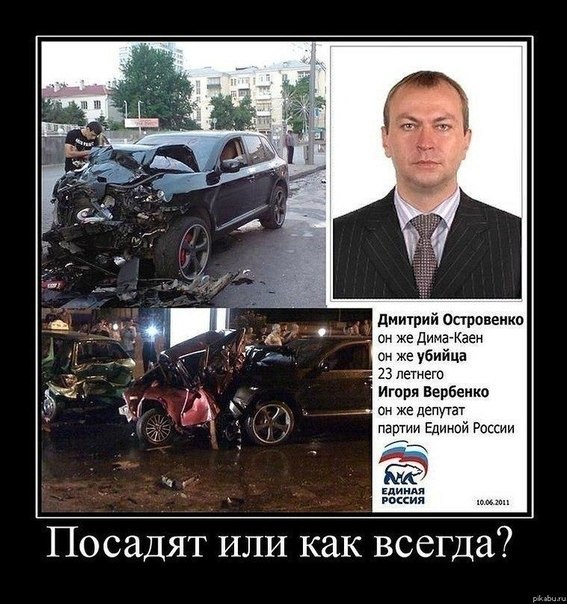 Дмитрий Островенко
он же Дима-Каен
он же убийца
23 летнего
Игоря Вербенко
он же депутат
партии Единой России
ЕДИНАЯ
РОССИЯ
10.06.2011
Посадят или как всегда?
pikabu.ru